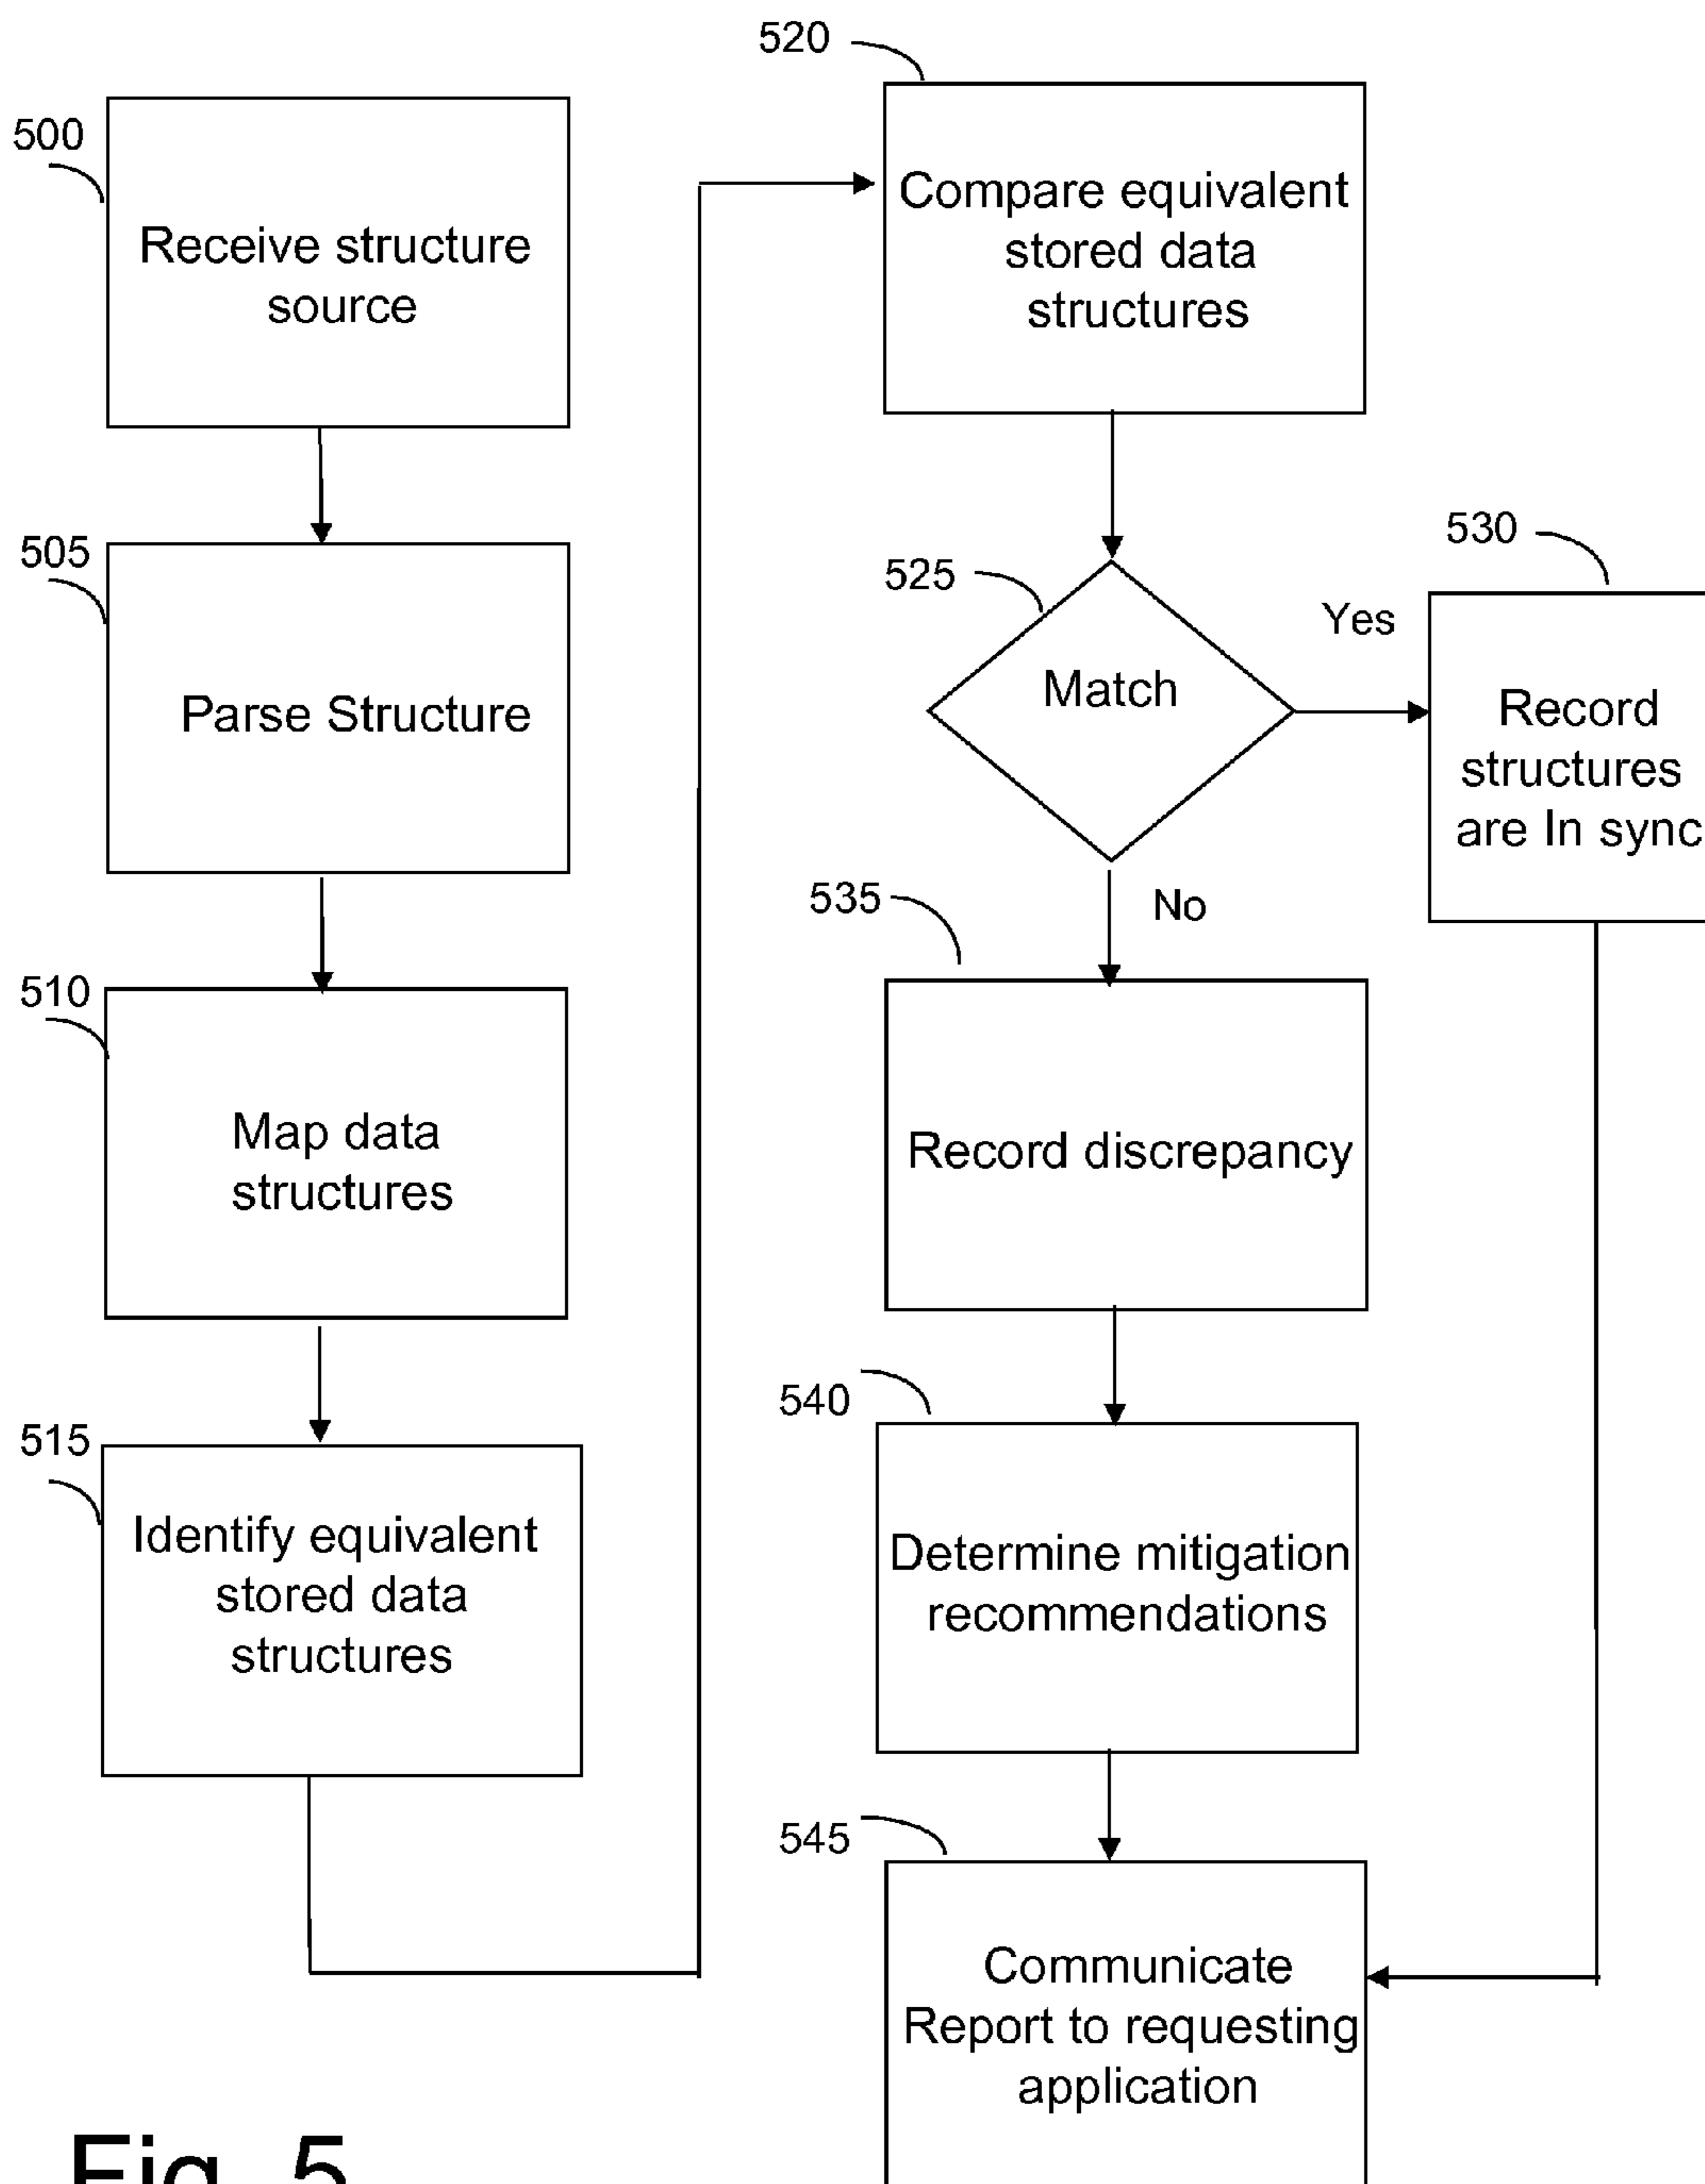 500
Receive structure
source
505
Parse Structure
510
Map data
structures
515
Identify equivalent
stored data
structures
520
Compare equivalent
stored data
structures
525
Match
Yes
530
Record
structures
are In sync
No
535
Record discrepancy
540
Determine mitigation
recommendations
545
Communicate
Report to requesting
application
Fig. 5